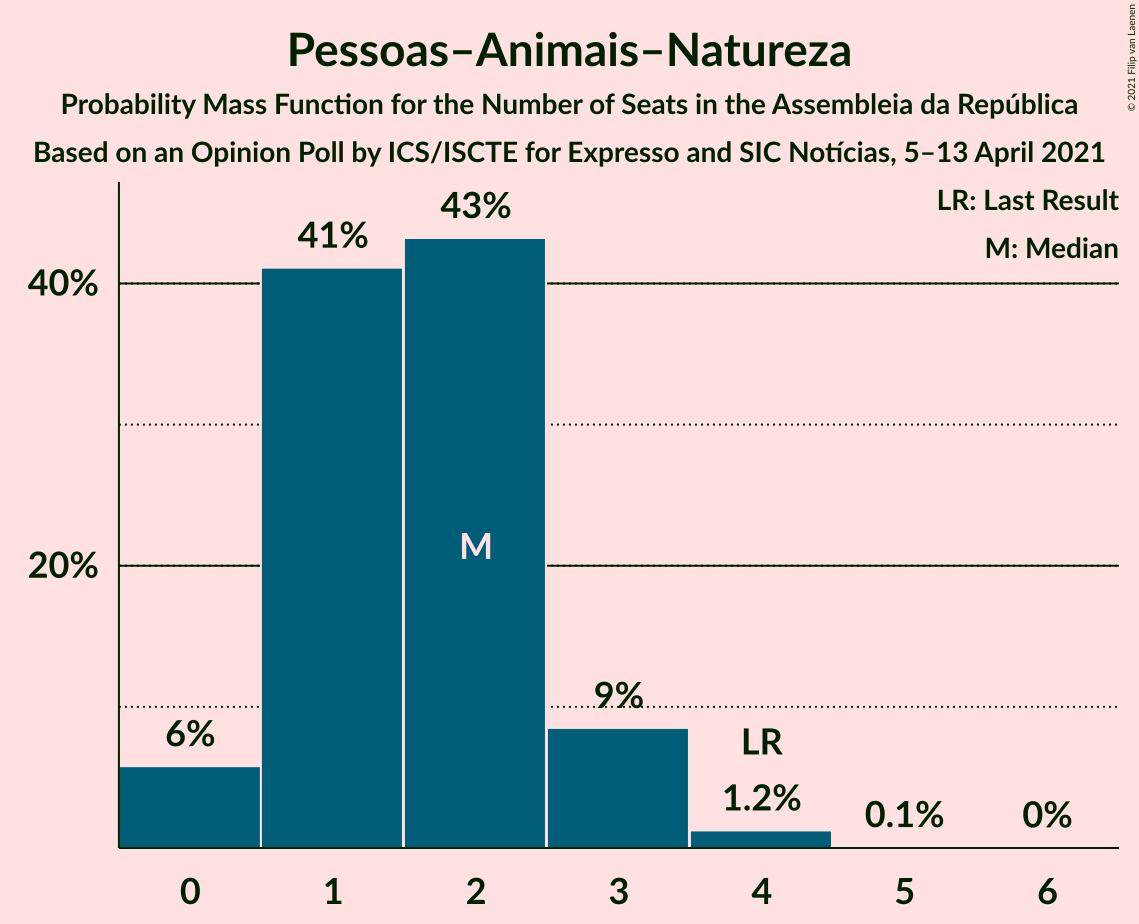 Pessoas–Animais–Natureza
Probability Mass Function for the Number of Seats in the Assembleia da República
Based on an Opinion Poll by ICS/ISCTE for Expresso and SIC Notícias, 5–13 April 2021
© 2021 Filip van Laenen
LR: Last Result
M: Median
43%
41%
40%
M
20%
9%
6%
LR
1.2%
0.1%
0%
0 1 2 3 4 5 6